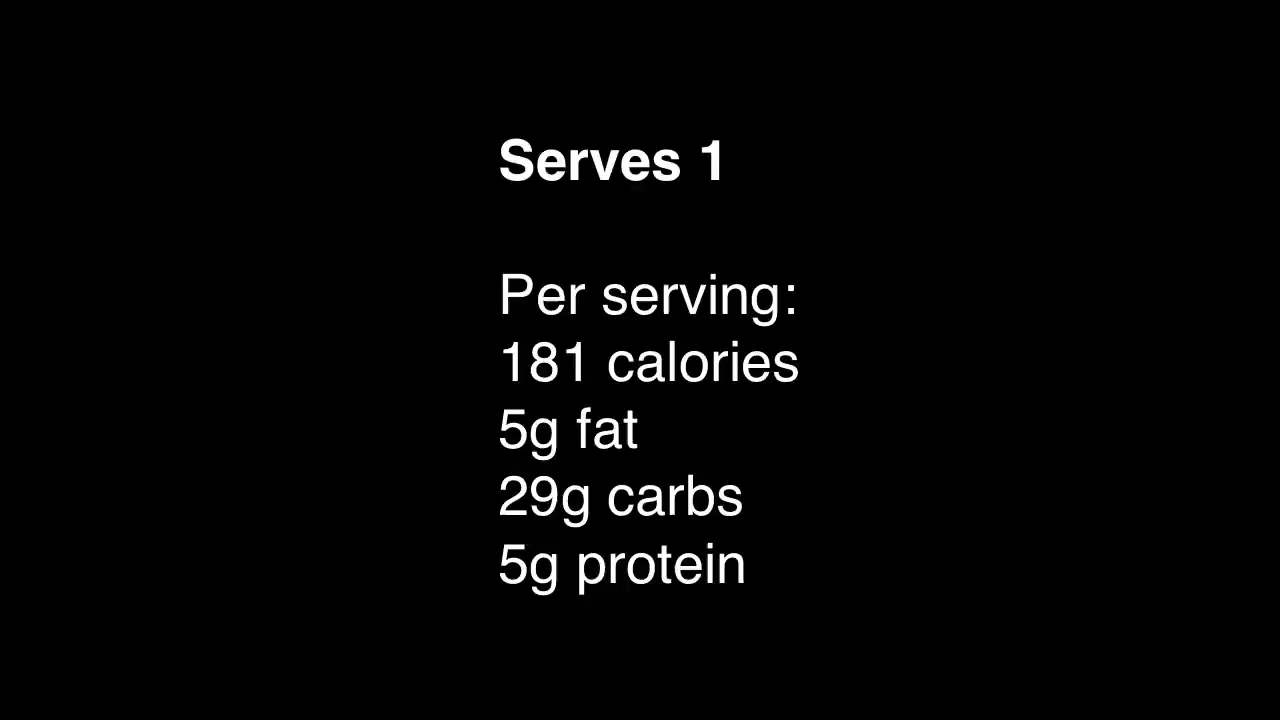 Serves 1
Per serving:
181 calories
5g fat
29g carbs
5g protein